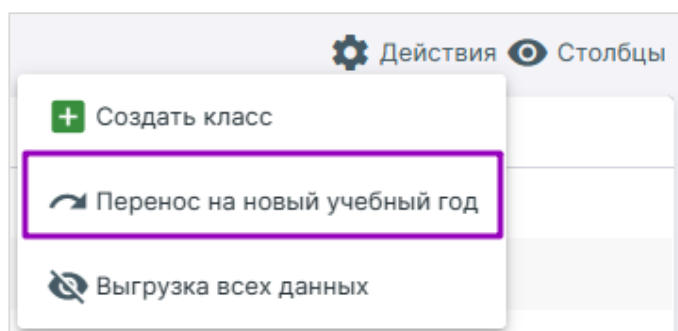 Действия Столбцы
Создать класс
Перенос на новый учебный год
Выгрузка всех данных